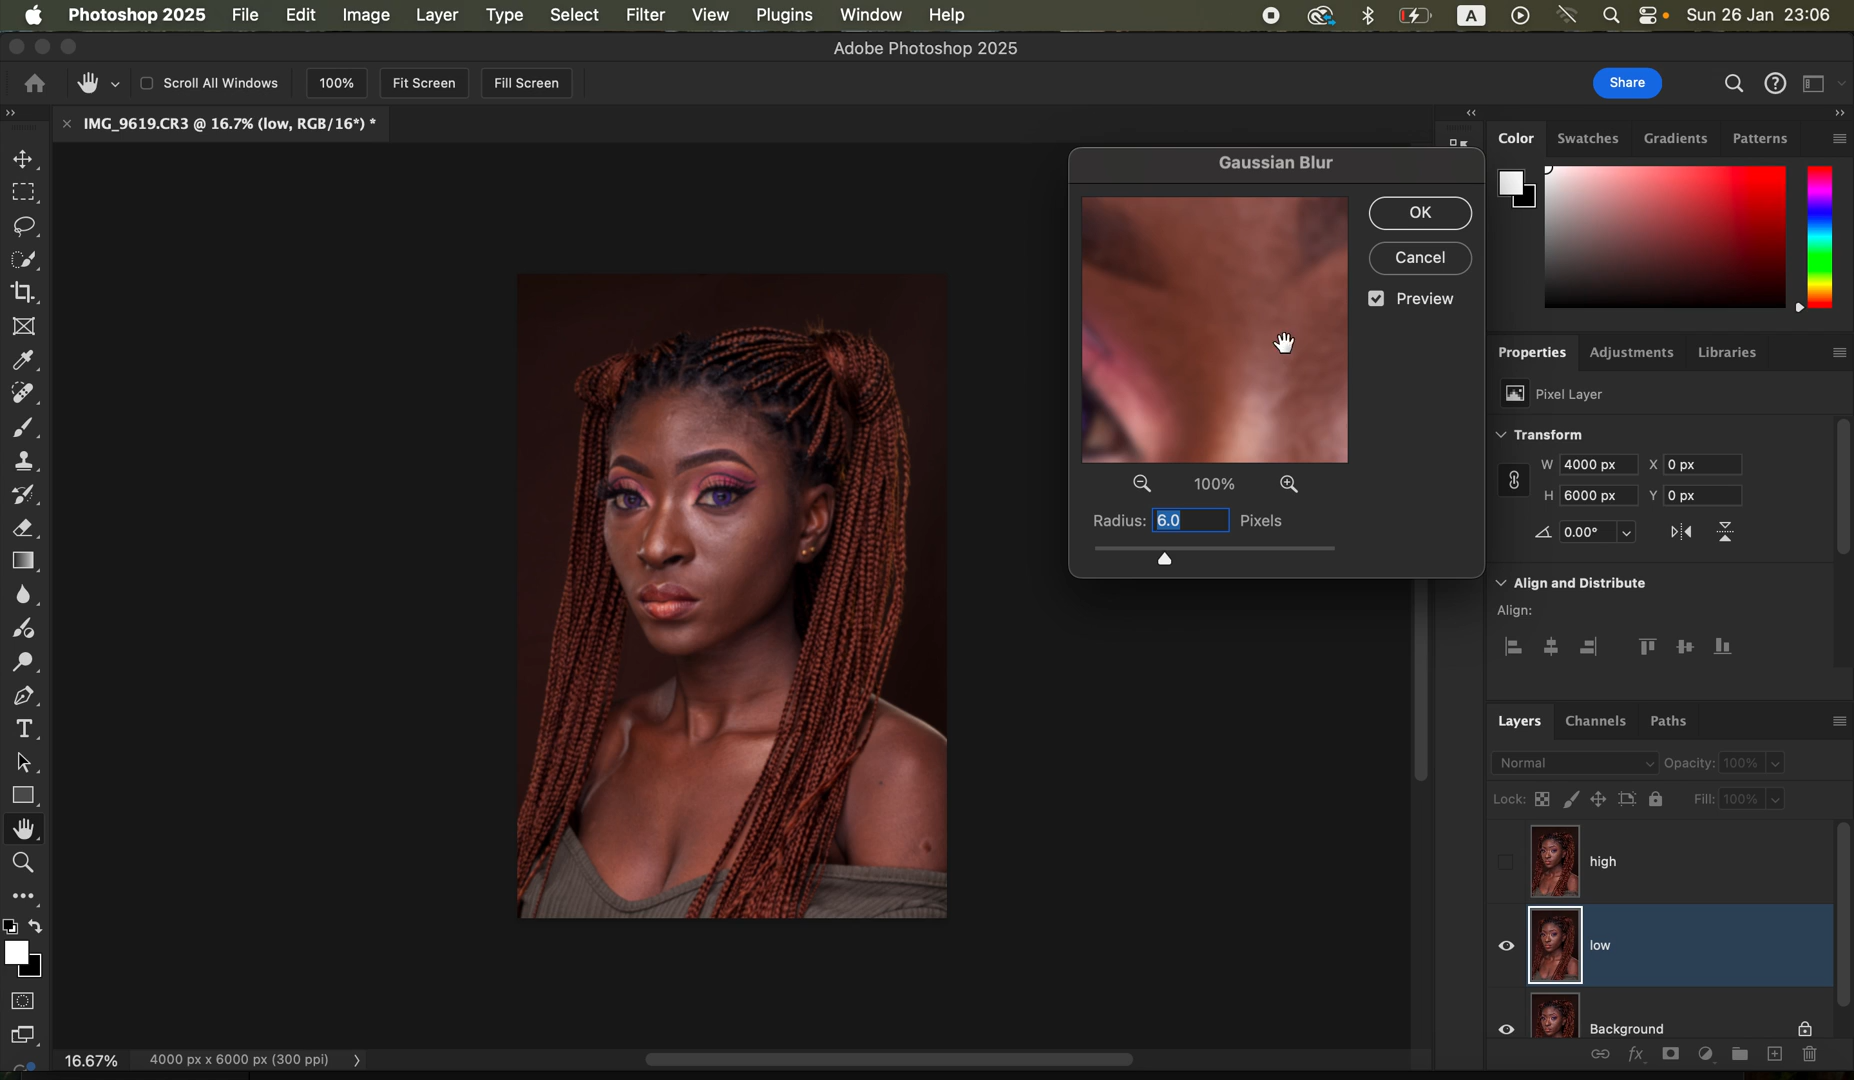 Photoshop 2025 File Edit Image Layer Type Select Filter View Plugins Window Help A Sun 26 Jan 23:06
Adobe Photoshop 2025
Scroll All Windows 100% Fit Screen Fill Screen Share
IMG_9619.CR3 @ 16.7% (low, RGB/16*) *
Color Swatches Gradients Patterns
Gaussian Blur
OK
Cancel
Preview
100%
Radius: 6.0 Pixels
Properties Adjustments Libraries
Pixel Layer
Transform
W 4000 px X 0 px
H 6000 px Y 0 px
0.00°
Align and Distribute
Align:
Layers Channels Paths
Normal Opacity: 100%
Lock: Fill: 100%
high
low
Background
fx
16.67% 4000 px x 6000 px (300 ppi)